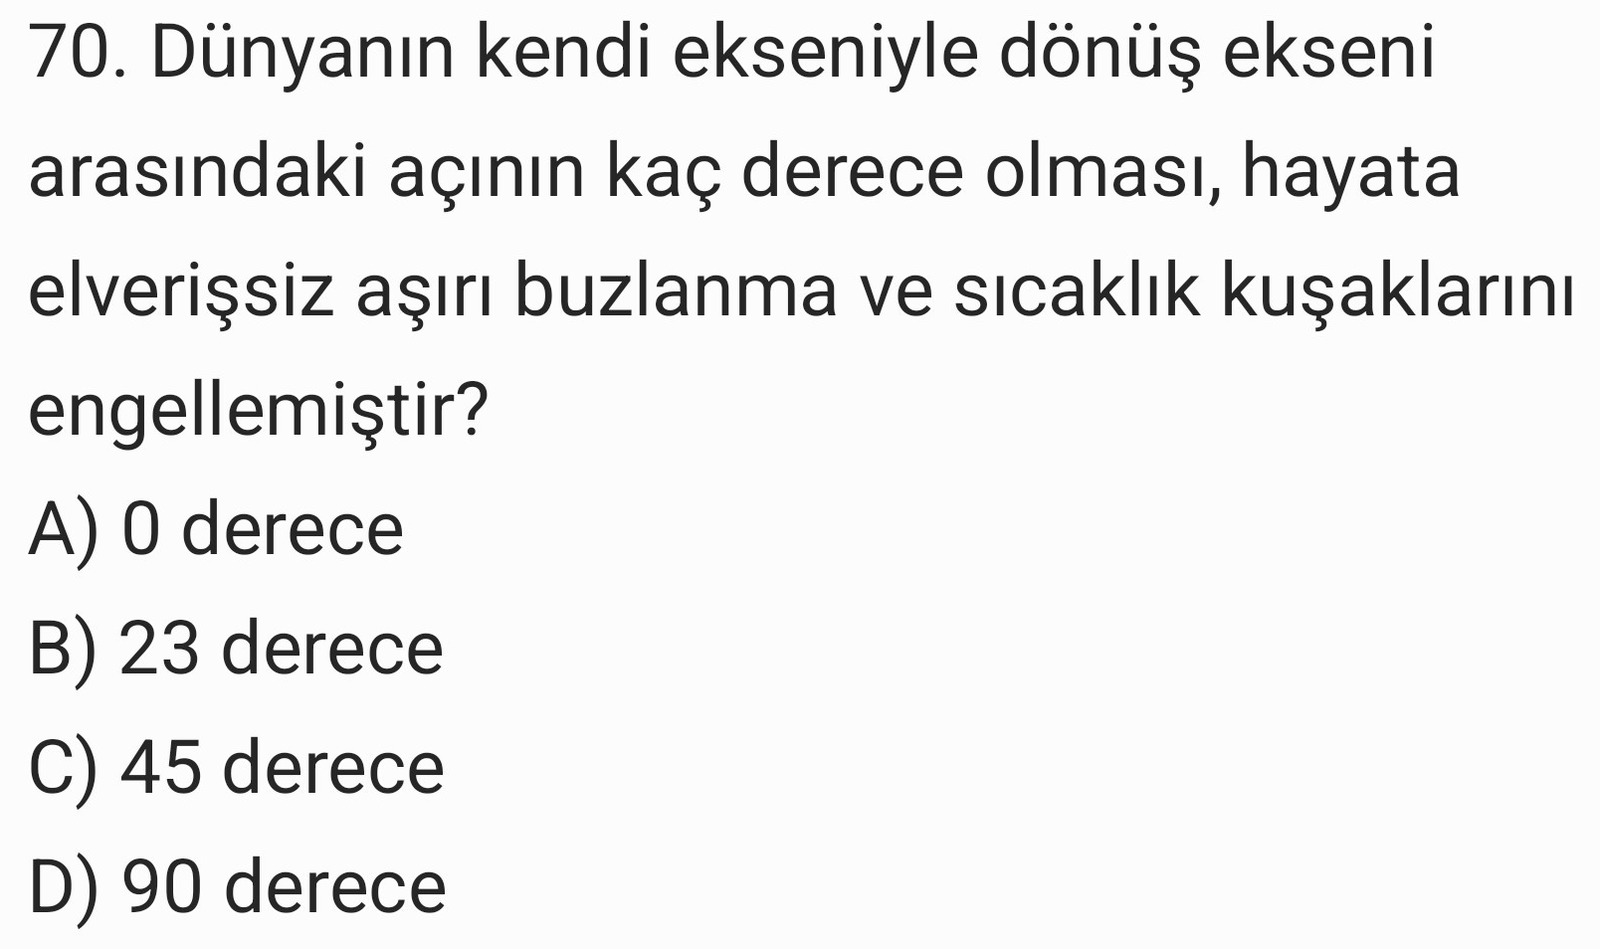 70. Dünyanın kendi ekseniyle dönüş ekseni
arasındaki açının kaç derece olması, hayata
elverişsiz aşırı buzlanma ve sıcaklık kuşaklarını
engellemiştir?
A) 0 derece
B) 23 derece
C) 45 derece
D) 90 derece